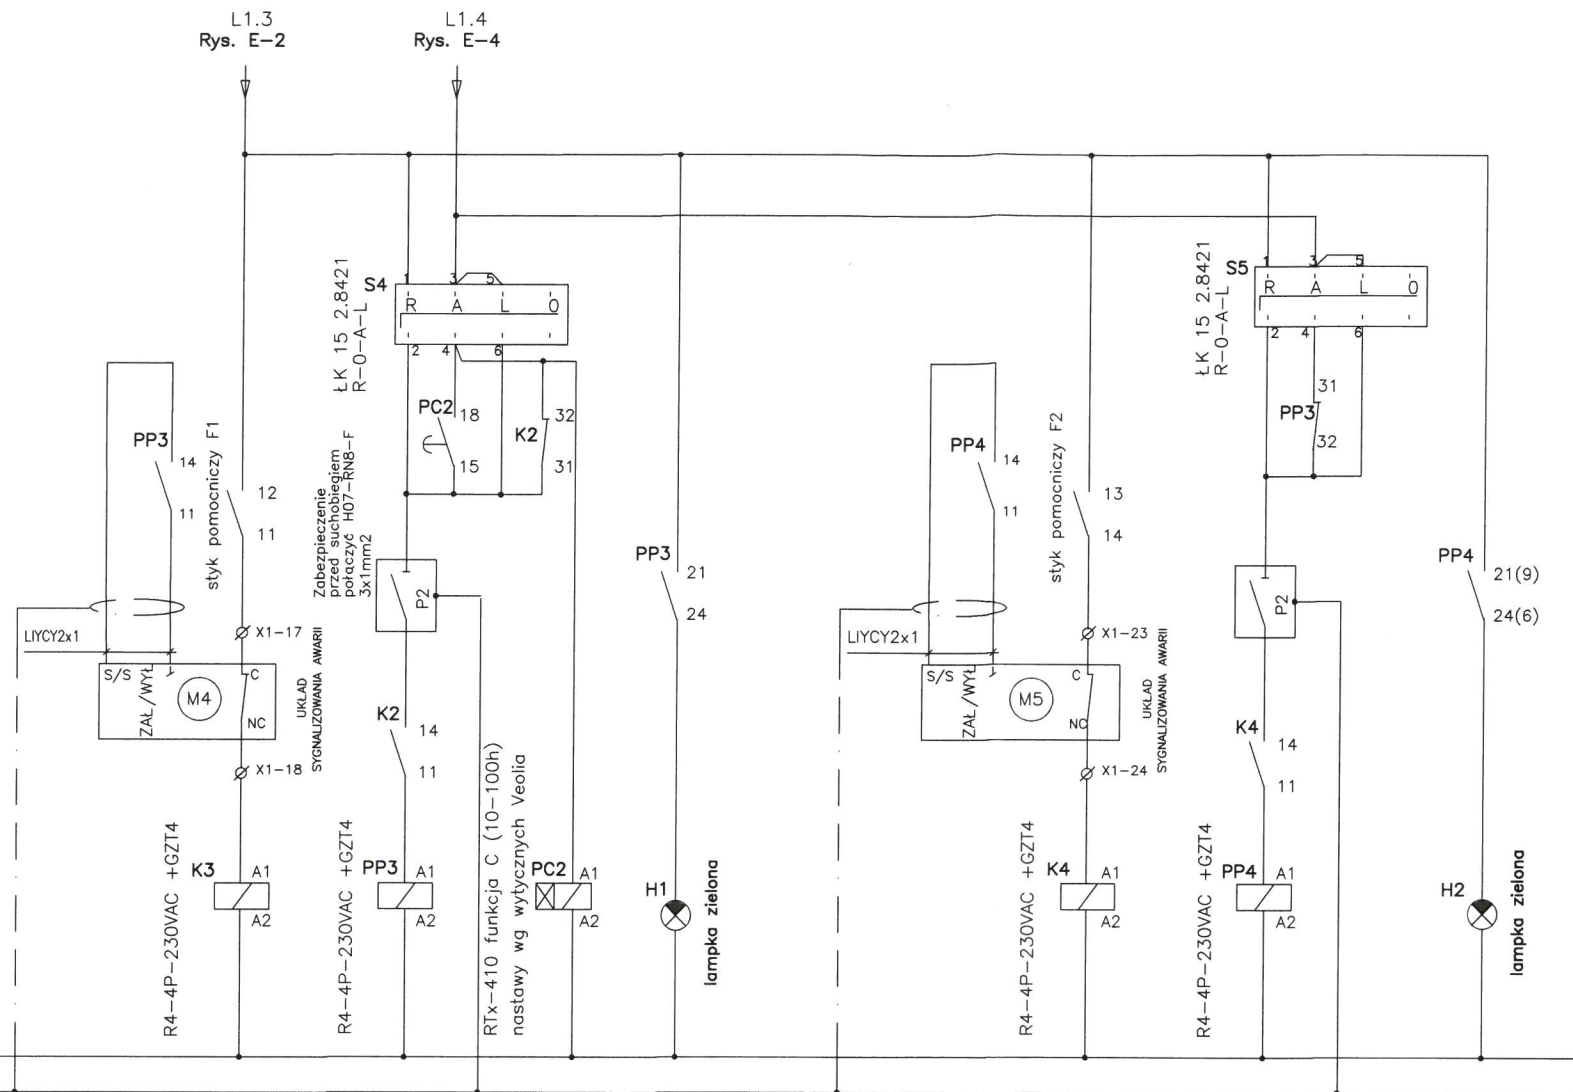 L1.3
Rys. E-2
L1.4
Rys. E-4
ŁK 15 2.8421
R-0-A-L
S4
1
3
5
R
A
L
0
2
4
6
ŁK 15 2.8421
R-0-A-L
S5
1
3
5
R
A
L
0
2
4
6
PP3
14
11
styk pomocniczy F1
12
11
Zabezpieczenie
przed suchobiegiem
połączyć H07-RN8-F
3x1mm2
PC2
18
15
K2
32
31
PP3
21
24
PP4
14
11
styk pomocniczy F2
13
14
PP3
31
32
PP4
21(9)
24(6)
P2
P2
LIYCY2x1
X1-17
S/S
ZAŁ/WYŁ
M4
C
NC
X1-18
UKŁAD
SYGNALIZOWANIA AWARII
K2
14
11
LIYCY2x1
X1-23
S/S
ZAŁ/WYŁ
M5
C
NC
X1-24
UKŁAD
SYGNALIZOWANIA AWARII
K4
14
11
R4-4P-230VAC +GZT4
K3
A1
A2
R4-4P-230VAC +GZT4
PP3
A1
A2
RTx-410 funkcja C (10-100h)
nastawy wg wytycznych Veolia
PC2
A1
A2
H1
lampka zielona
R4-4P-230VAC +GZT4
K4
A1
A2
R4-4P-230VAC +GZT4
PP4
A1
A2
H2
lampka zielona